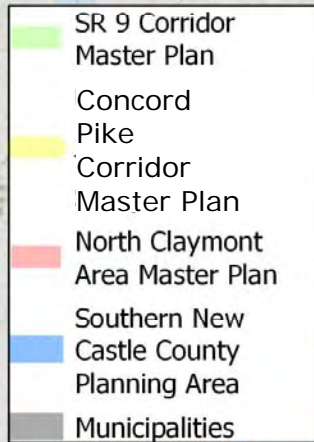 SR 9 Corridor
Master Plan
Concord
Pike
Corridor
Master Plan
North Claymont
Area Master Plan
Southern New
Castle County
Planning Area
Municipalities